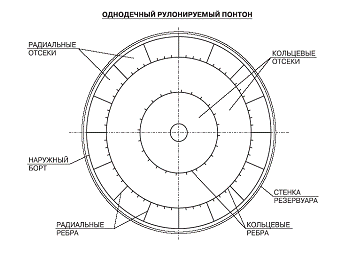 ОДНОДЕЧНЫЙ РУЛОНИРУЕМЫЙ ПОНТОН
РАДИАЛЬНЫЕ
ОТСЕКИ
КОЛЬЦЕВЫЕ
ОТСЕКИ
НАРУЖНЫЙ
БОРТ
СТЕНКА
РЕЗЕРВУАРА
РАДИАЛЬНЫЕ
РЕБРА
КОЛЬЦЕВЫЕ
РЕБРА